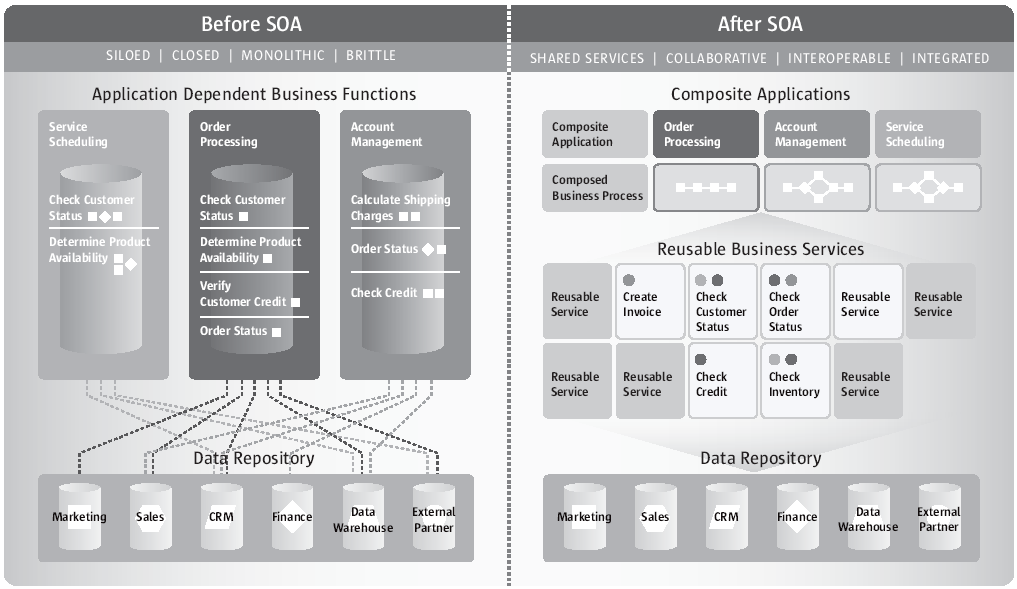 Before SOA
SILOED | CLOSED | MONOLITHIC | BRITTLE
Application Dependent Business Functions
Service
Scheduling
Check Customer
Status
Determine Product
Availability
Order
Processing
Check Customer
Status
Determine Product
Availability
Verify
Customer Credit
Order Status
Account
Management
Calculate Shipping
Charges
Order Status
Check Credit
Data Repository
Marketing
Sales
CRM
Finance
Data
Warehouse
External
Partner
After SOA
SHARED SERVICES | COLLABORATIVE | INTEROPERABLE | INTEGRATED
Composite Applications
Composite
Application
Order
Processing
Account
Management
Service
Scheduling
Composed
Business Process
Reusable Business Services
Reusable
Service
Create
Invoice
Check
Customer
Status
Check
Order
Status
Reusable
Service
Reusable
Service
Reusable
Service
Reusable
Service
Check
Credit
Check
Inventory
Reusable
Service
Data Repository
Marketing
Sales
CRM
Finance
Data
Warehouse
External
Partner